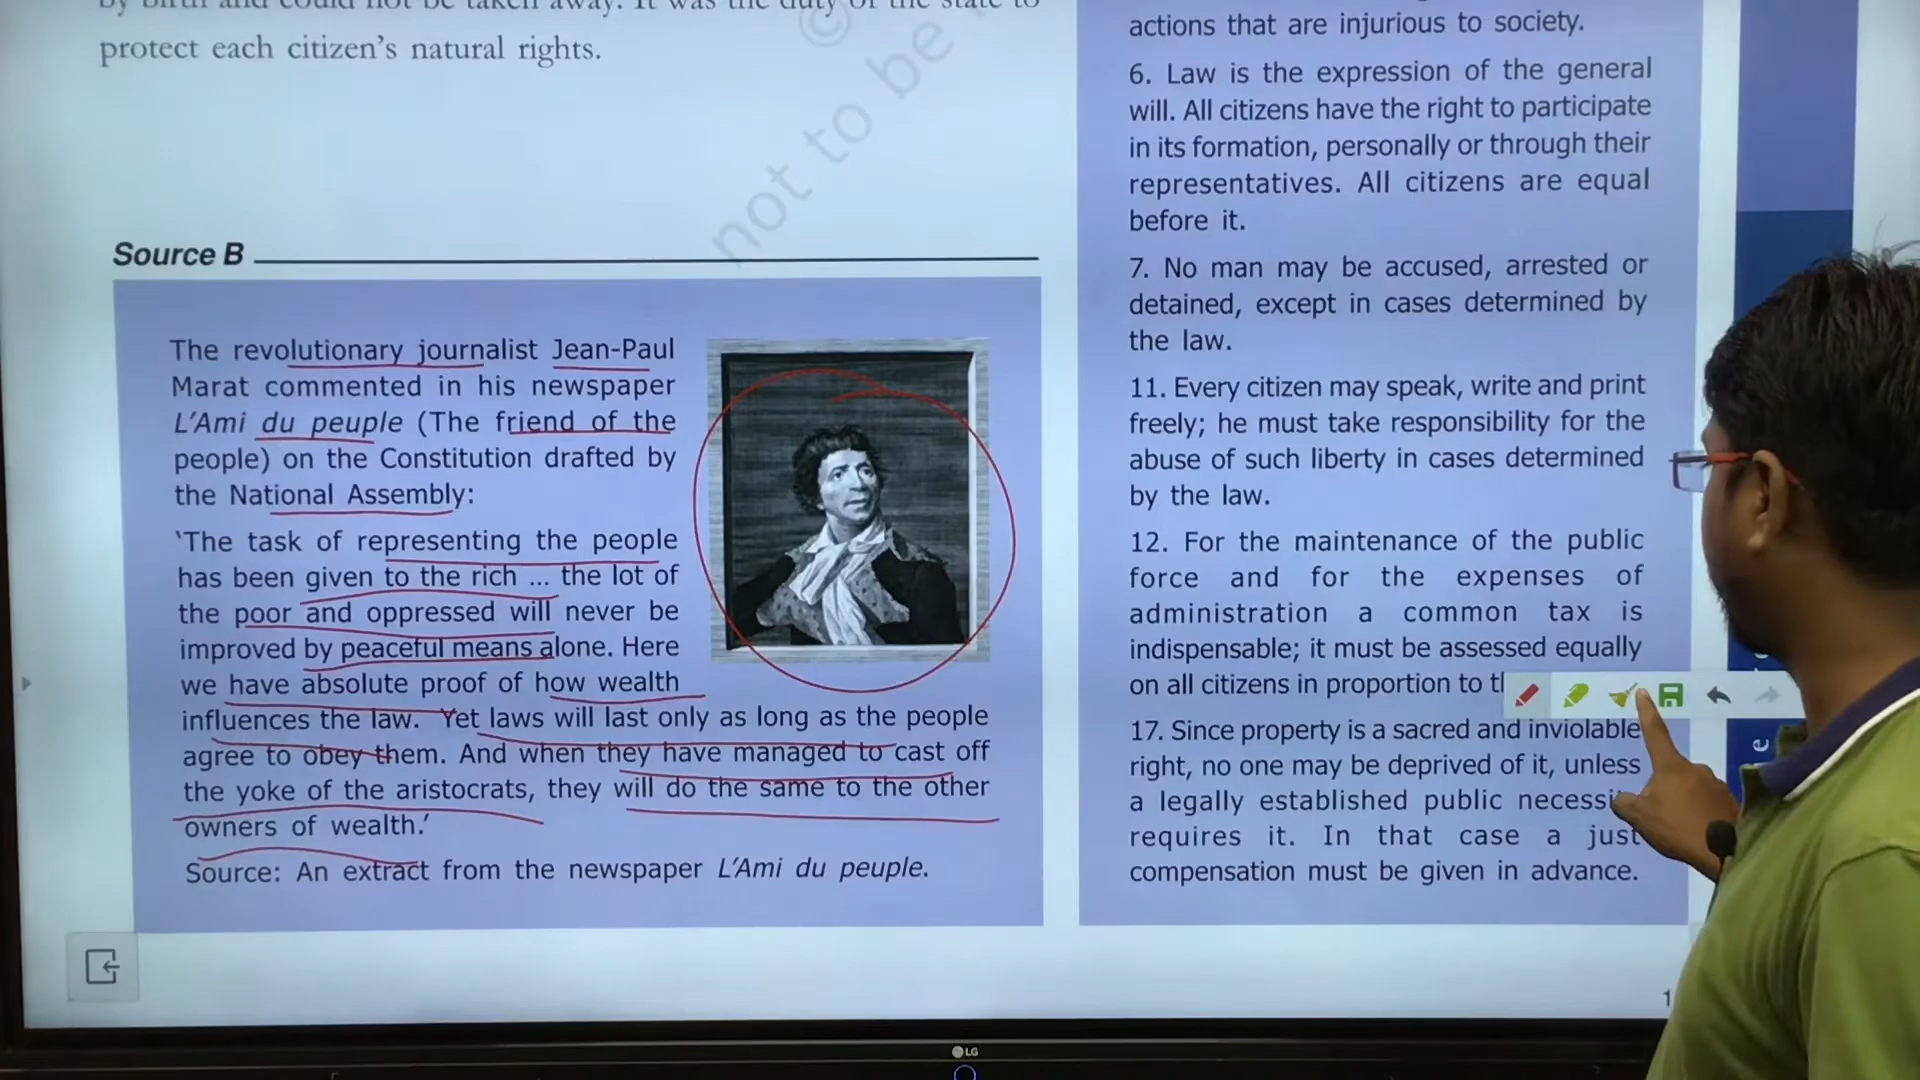 protect each citizen’s natural rights.
not to be
Source B
The revolutionary journalist Jean-Paul
Marat commented in his newspaper
L’Ami du peuple (The friend of the
people) on the Constitution drafted by
the National Assembly:
‘The task of representing the people
has been given to the rich ... the lot of
the poor and oppressed will never be
improved by peaceful means alone. Here
we have absolute proof of how wealth
influences the law. Yet laws will last only as long as the people
agree to obey them. And when they have managed to cast off
the yoke of the aristocrats, they will do the same to the other
owners of wealth.’
Source: An extract from the newspaper L’Ami du peuple.
actions that are injurious to society.
6. Law is the expression of the general
will. All citizens have the right to participate
in its formation, personally or through their
representatives. All citizens are equal
before it.
7. No man may be accused, arrested or
detained, except in cases determined by
the law.
11. Every citizen may speak, write and print
freely; he must take responsibility for the
abuse of such liberty in cases determined
by the law.
12. For the maintenance of the public
force and for the expenses of
administration a common tax is
indispensable; it must be assessed equally
on all citizens in proportion to
17. Since property is a sacred and inviolable
right, no one may be deprived of it, unless
a legally established public
requires it. In that case a just
compensation must be given in advance.
LG